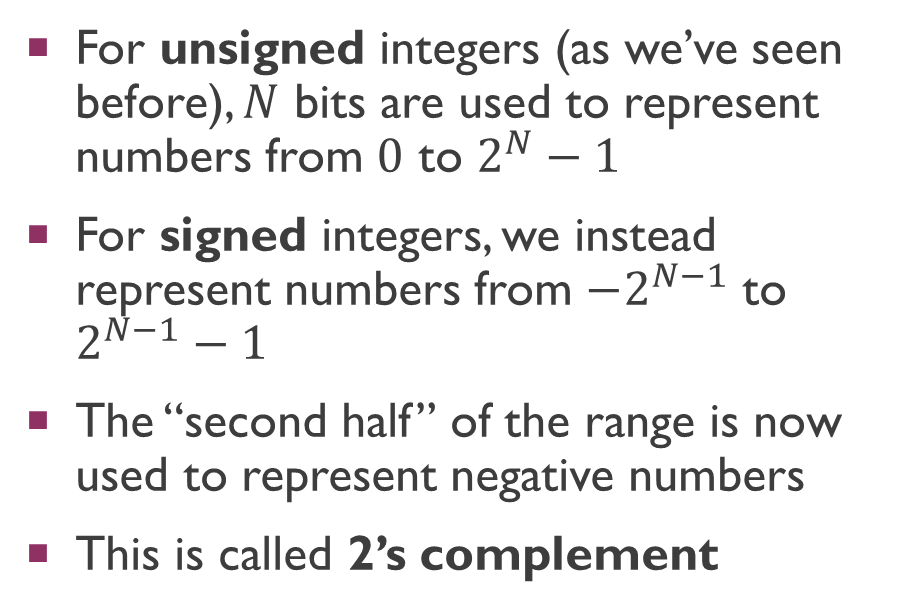 ▪ For unsigned integers (as we’ve seen
before), N bits are used to represent
numbers from 0 to 2^N − 1
▪ For signed integers, we instead
represent numbers from −2^{N−1} to
2^{N−1} − 1
▪ The “second half” of the range is now
used to represent negative numbers
▪ This is called 2’s complement